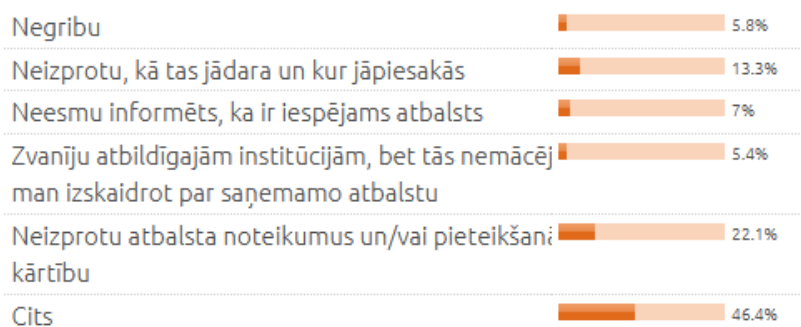 Negribu 5.8%
Neizprotu, kā tas jādara un kur jāpiesakās 13.3%
Neesmu informēts, ka ir iespējams atbalsts 7%
Zvanīju atbildīgajām institūcijām, bet tās nemācēj 5.4%
man izskaidrot par saņemamo atbalstu
Neizprotu atbalsta noteikumus un/vai pieteikšanā 22.1%
kārtību
Cits 46.4%